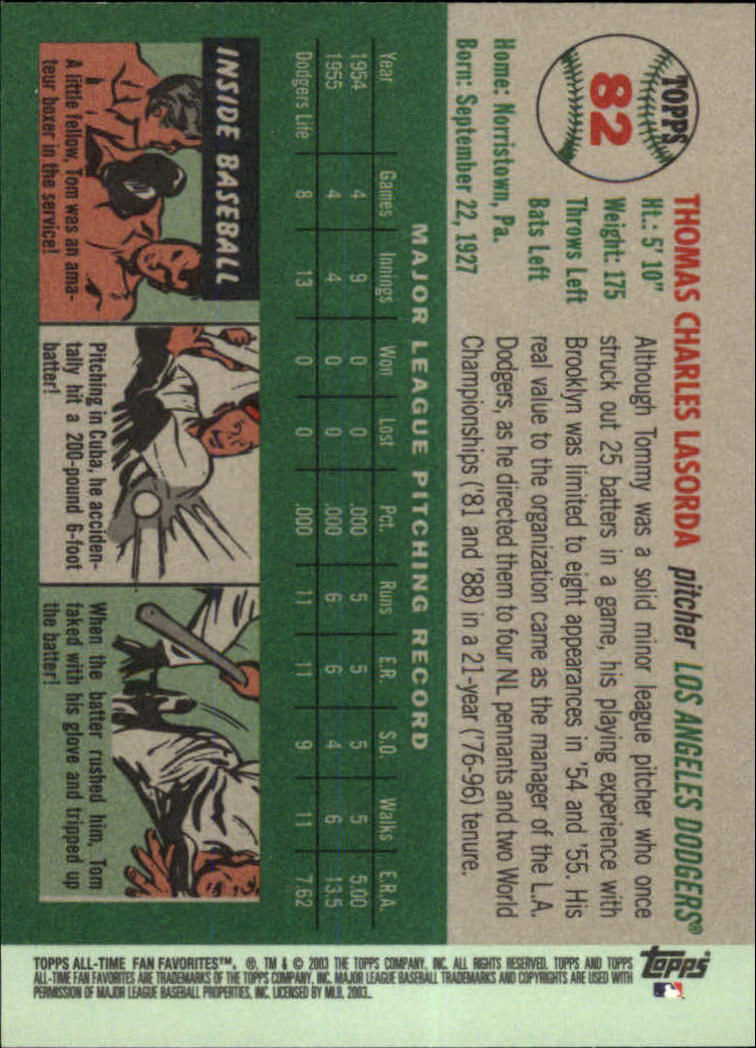 TOPPS
82
THOMAS CHARLES LASORDA pitcher LOS ANGELES DODGERS®
Ht.: 5' 10"
Weight: 175
Throws Left
Bats Left
Home: Norristown, Pa.
Born: September 22, 1927
Although Tommy was a solid minor league pitcher who once
struck out 25 batters in a game, his playing experience with
Brooklyn was limited to eight appearances in '54 and '55. His
real value to the organization came as the manager of the L.A.
Dodgers, as he directed them to four NL pennants and two World
Championships ('81 and '88) in a 21-year ('76-96) tenure.
MAJOR LEAGUE PITCHING RECORD
Year Games Innings Won Lost Pct. Runs E.R. S.O. Walks E.R.A.
1954 4 9 0 0 .000 5 5 5 5 5.00
1955 4 4 0 0 .000 6 6 4 6 13.5
Dodgers Life 8 13 0 0 .000 11 11 9 11 7.62
INSIDE BASEBALL
A little fellow, Tom was an ama-
teur boxer in the service!
Pitching in Cuba, he acciden-
tally hit a 200-pound 6-foot
batter!
When the batter rushed him, Tom
faked with his glove and tripped up
the batter!
Topps
TOPPS ALL-TIME FAN FAVORITES™, ®, TM & © 2003 THE TOPPS COMPANY, INC. ALL RIGHTS RESERVED. TOPPS AND TOPPS
ALL-TIME FAN FAVORITES ARE TRADEMARKS OF THE TOPPS COMPANY, INC. MAJOR LEAGUE BASEBALL TRADEMARKS AND COPYRIGHTS ARE USED WITH
PERMISSION OF MAJOR LEAGUE BASEBALL PROPERTIES, INC. LICENSED BY MLB, 2003.